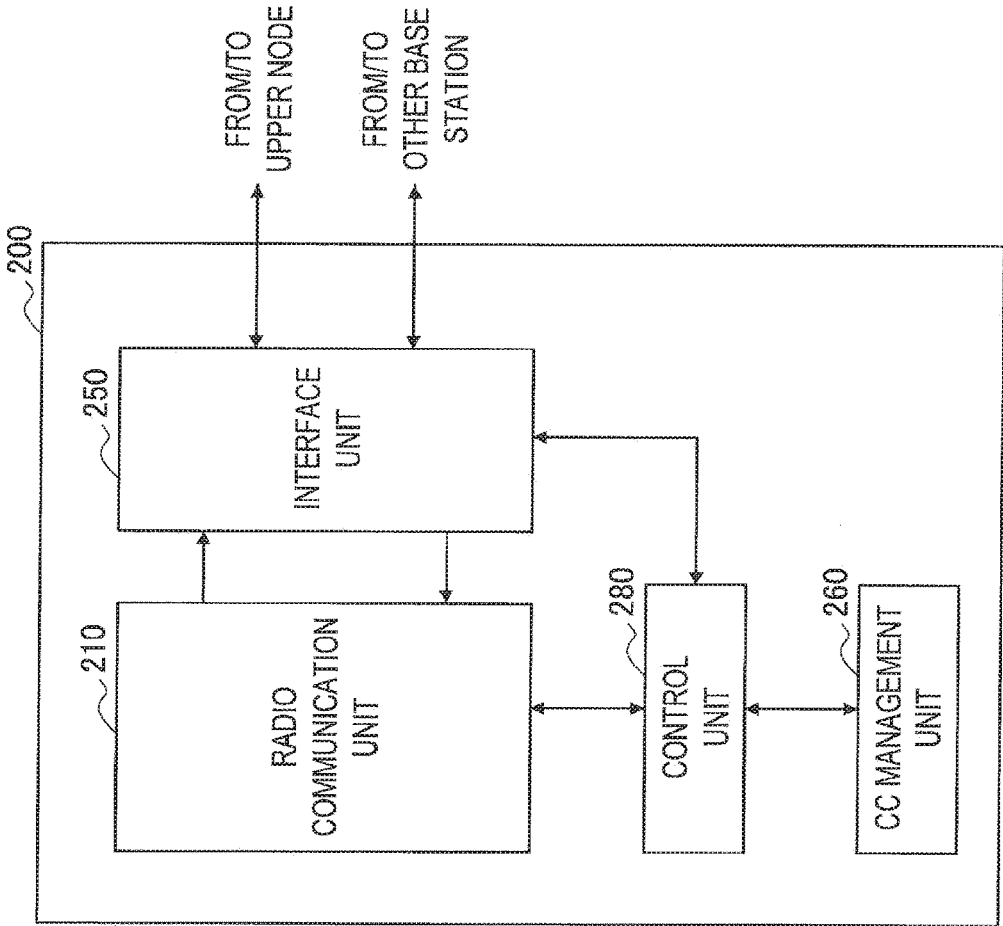 200
210
RADIO
COMMUNICATION
UNIT
250
INTERFACE
UNIT
FROM/TO
UPPER NODE
FROM/TO
OTHER BASE
STATION
280
CONTROL
UNIT
260
CC MANAGEMENT
UNIT